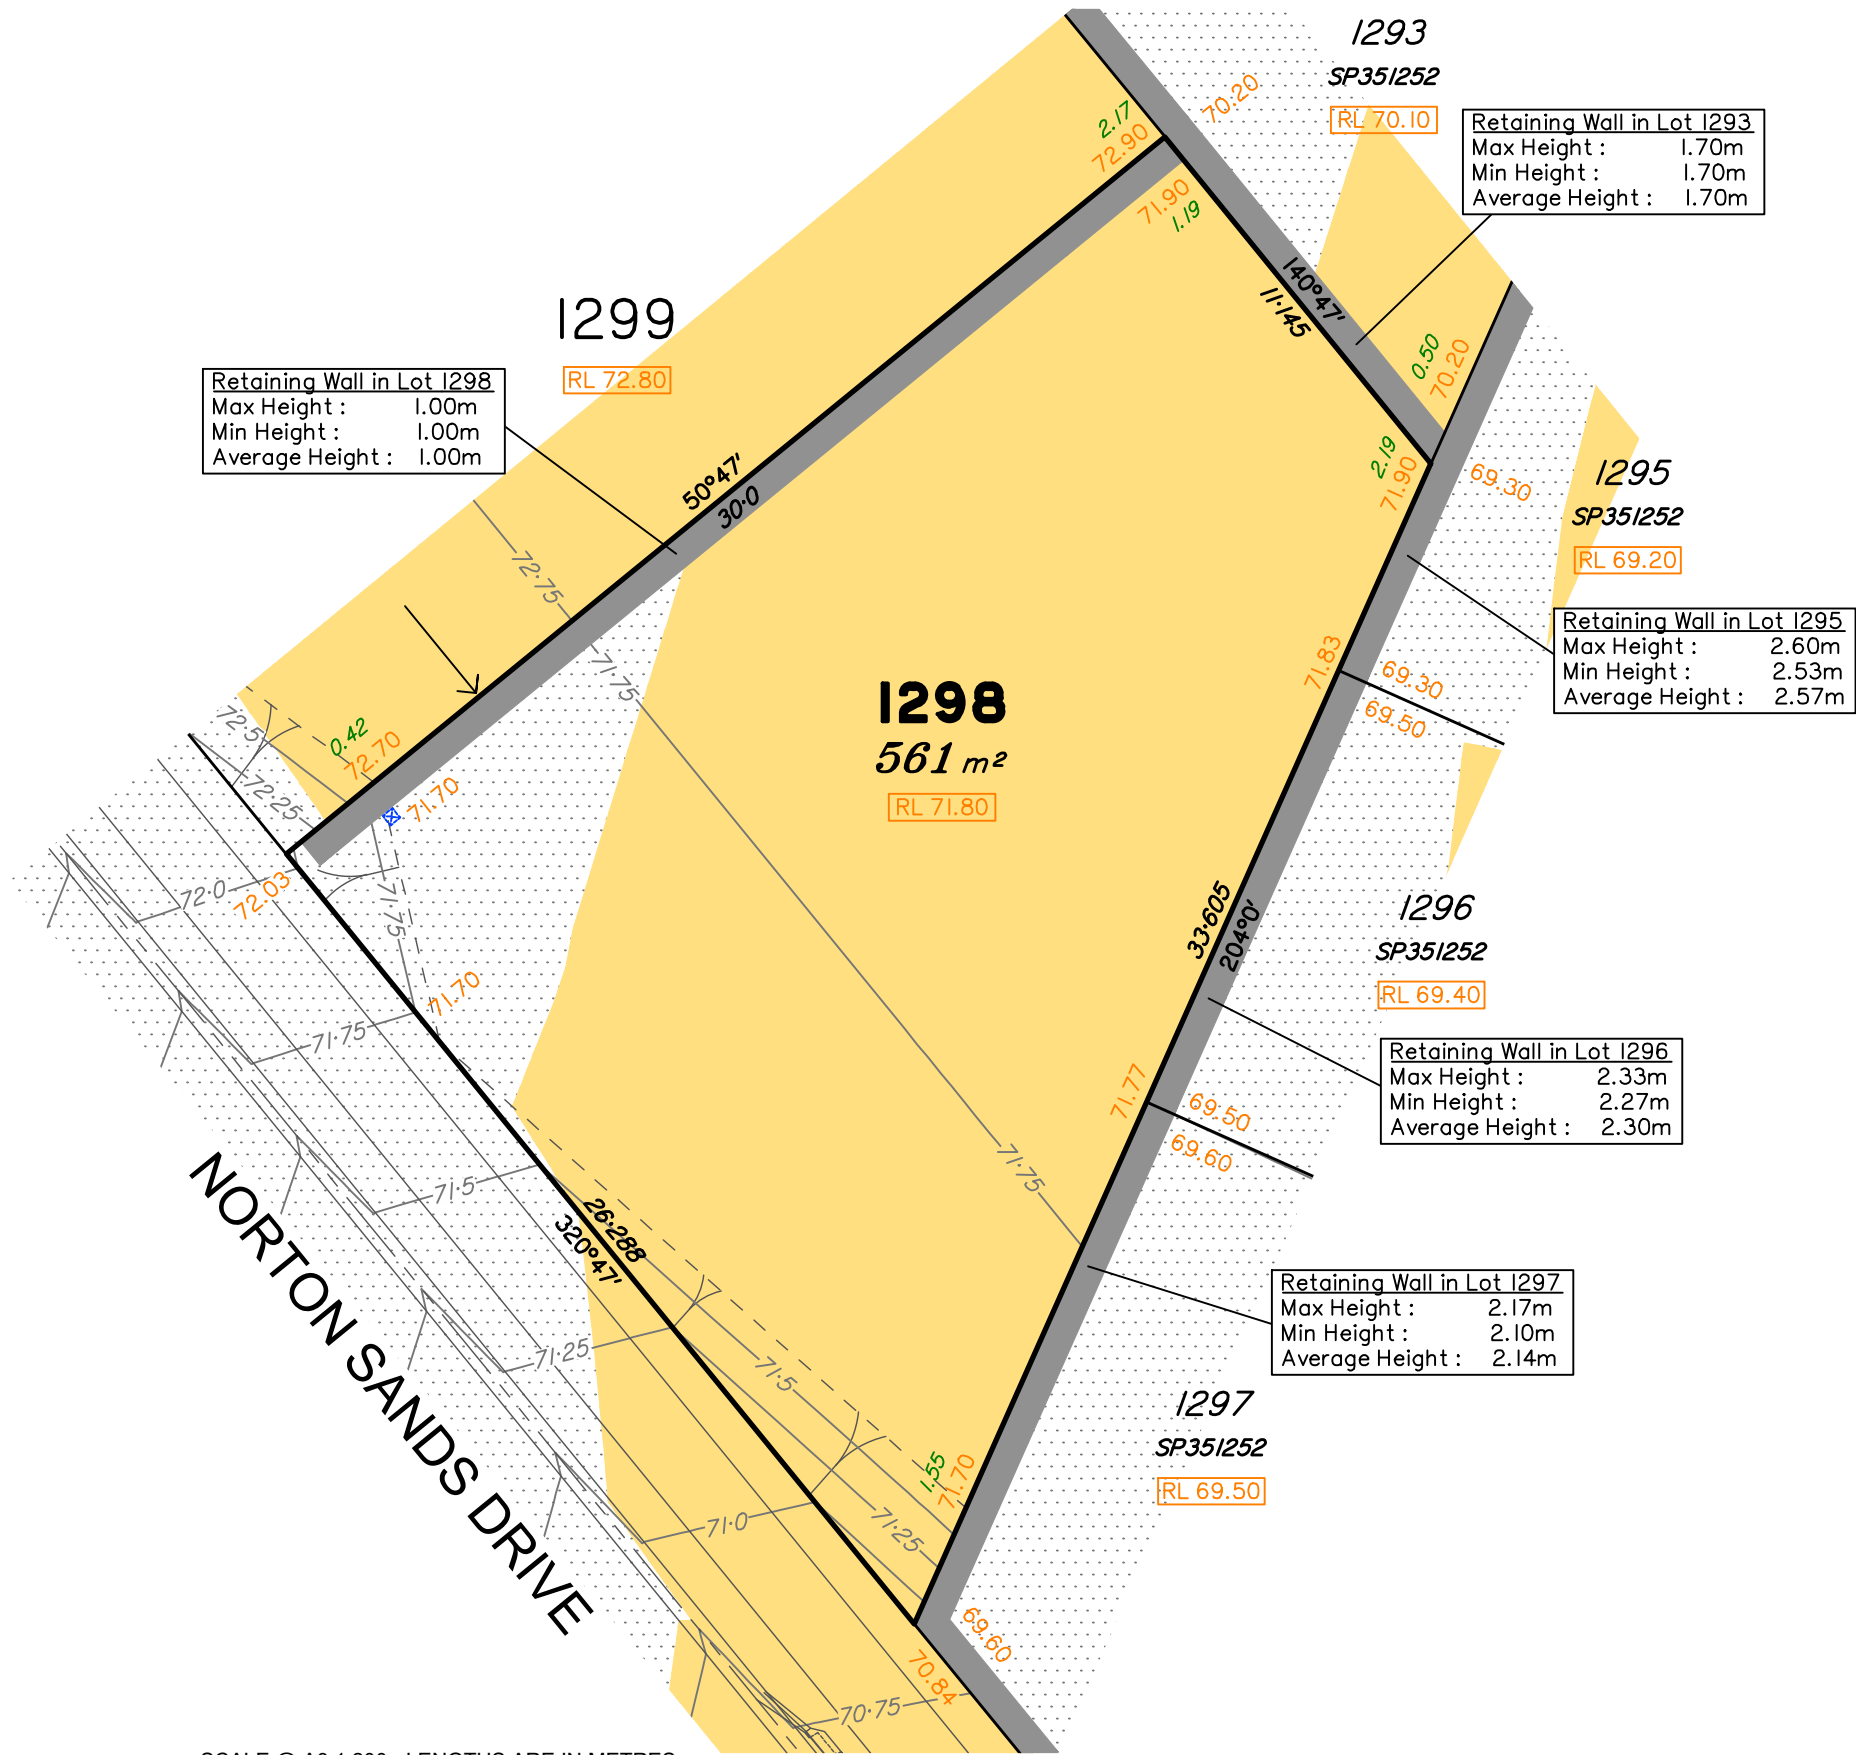 1293
SP351252
RL 70.10
70.20
Retaining Wall in Lot 1293
Max Height : 1.70m
Min Height : 1.70m
Average Height : 1.70m
2.17
72.90
71.90
1.19
140°47'
11·145
1299
RL 72.80
Retaining Wall in Lot 1298
Max Height : 1.00m
Min Height : 1.00m
Average Height : 1.00m
50°47'
30·0
0.50
70.20
2.19
71.90
69.30
1295
SP351252
RL 69.20
Retaining Wall in Lot 1295
Max Height : 2.60m
Min Height : 2.53m
Average Height : 2.57m
72·75
71·75
71.83
69.30
69.50
1298
561 m²
RL 71.80
72·5
72·25
0.42
72.70
71.70
72·0
72.03
71·75
71.70
71·75
33·605
204°0'
1296
SP351252
RL 69.40
Retaining Wall in Lot 1296
Max Height : 2.33m
Min Height : 2.27m
Average Height : 2.30m
71.77
69.50
69.60
71·75
71·5
26·288
320°47'
NORTON SANDS DRIVE
71·25
71·5
Retaining Wall in Lot 1297
Max Height : 2.17m
Min Height : 2.10m
Average Height : 2.14m
1297
SP351252
RL 69.50
1.55
71.70
71·0
71·25
69.60
70.84
70·75